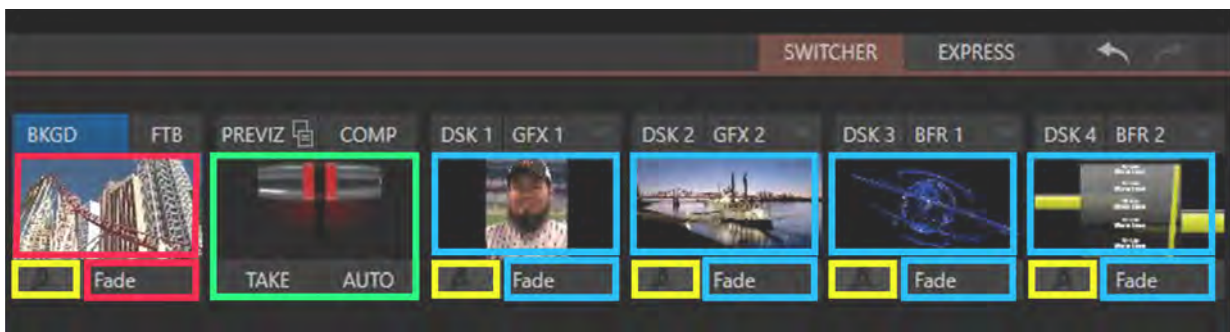 SWITCHER EXPRESS
BKGD FTB PREVIZ COMP DSK 1 GFX 1 DSK 2 GFX 2 DSK 3 BFR 1 DSK 4 BFR 2
Fade TAKE AUTO Fade Fade Fade Fade